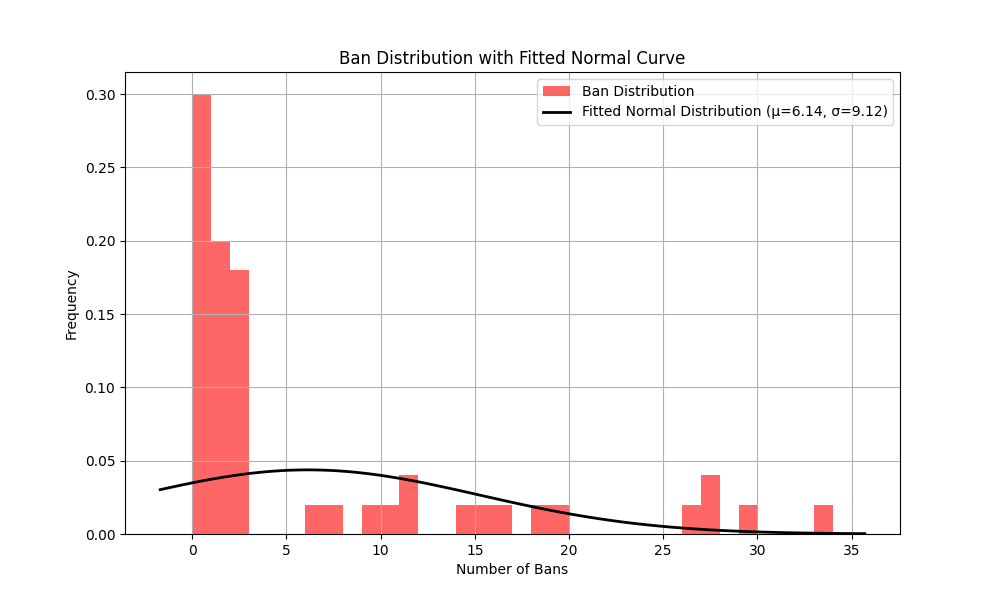 Ban Distribution with Fitted Normal Curve
Ban Distribution
Fitted Normal Distribution (μ=6.14, σ=9.12)
Frequency
0.30
0.25
0.20
0.15
0.10
0.05
0.00
0 5 10 15 20 25 30 35
Number of Bans